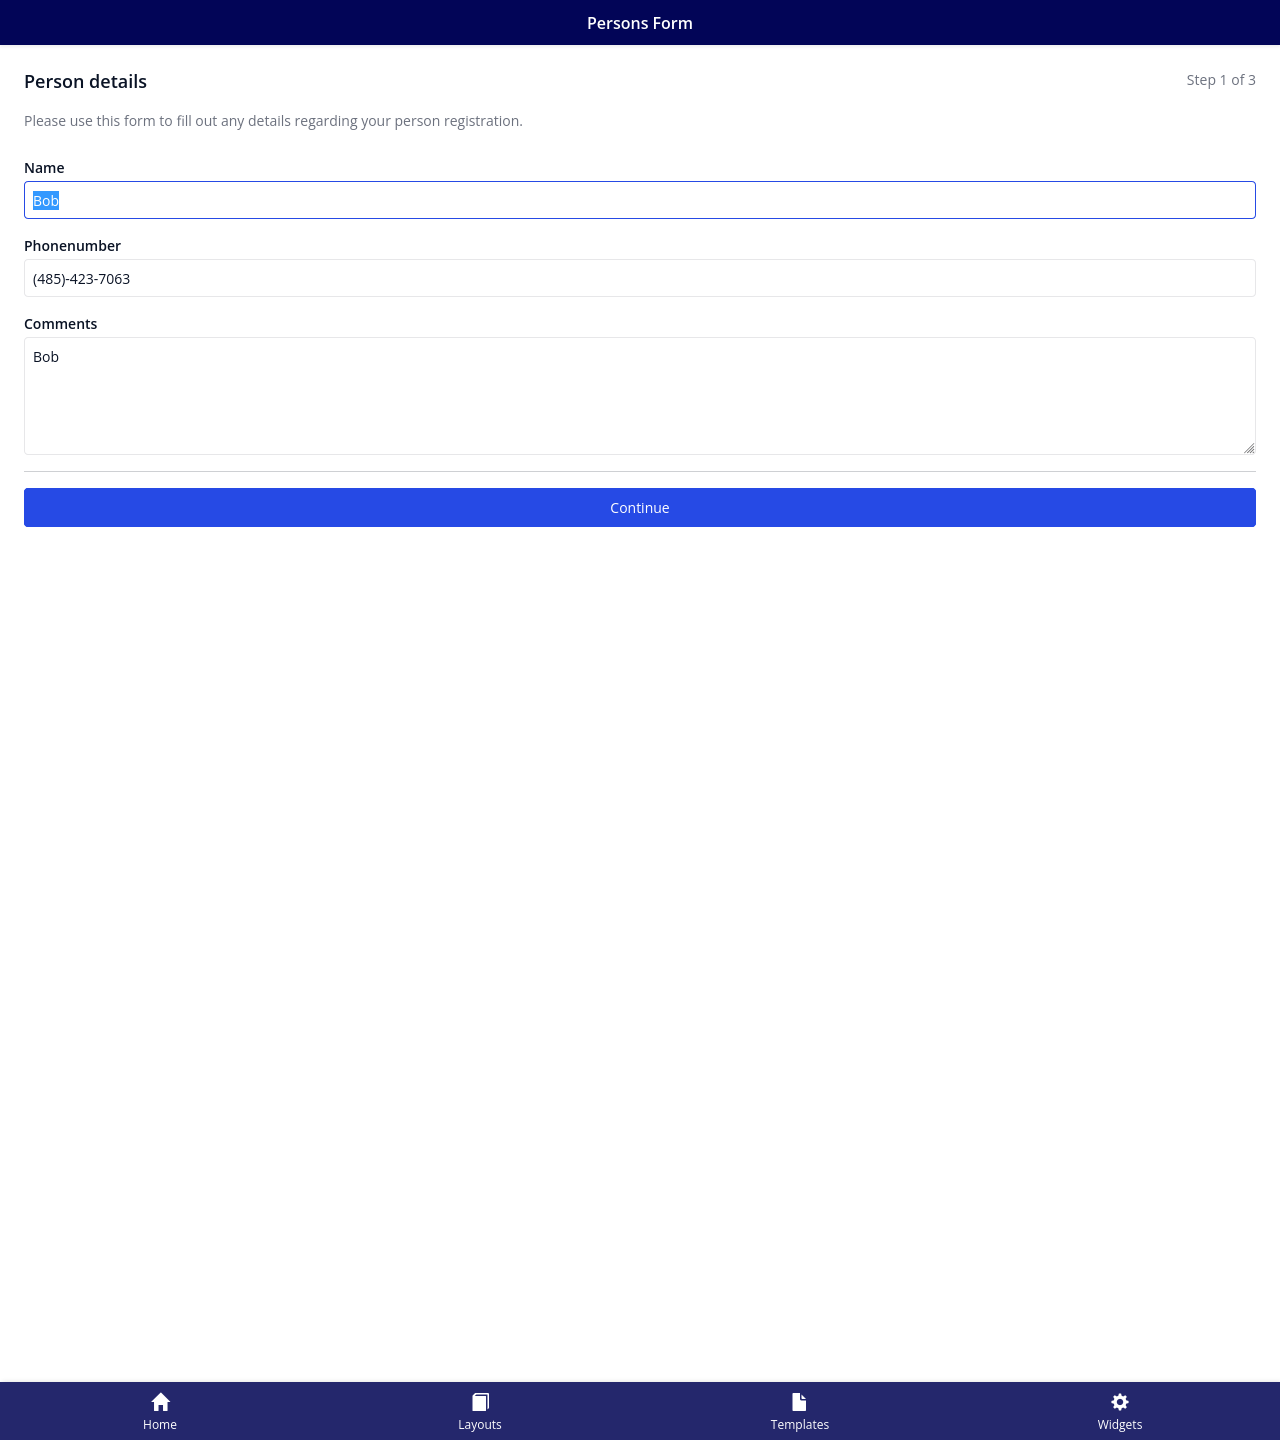 Persons Form
Person details
Step 1 of 3
Please use this form to fill out any details regarding your person registration.
Name
Bob
Phonenumber
(485)-423-7063
Comments
Bob
Continue
Home
Layouts
Templates
Widgets